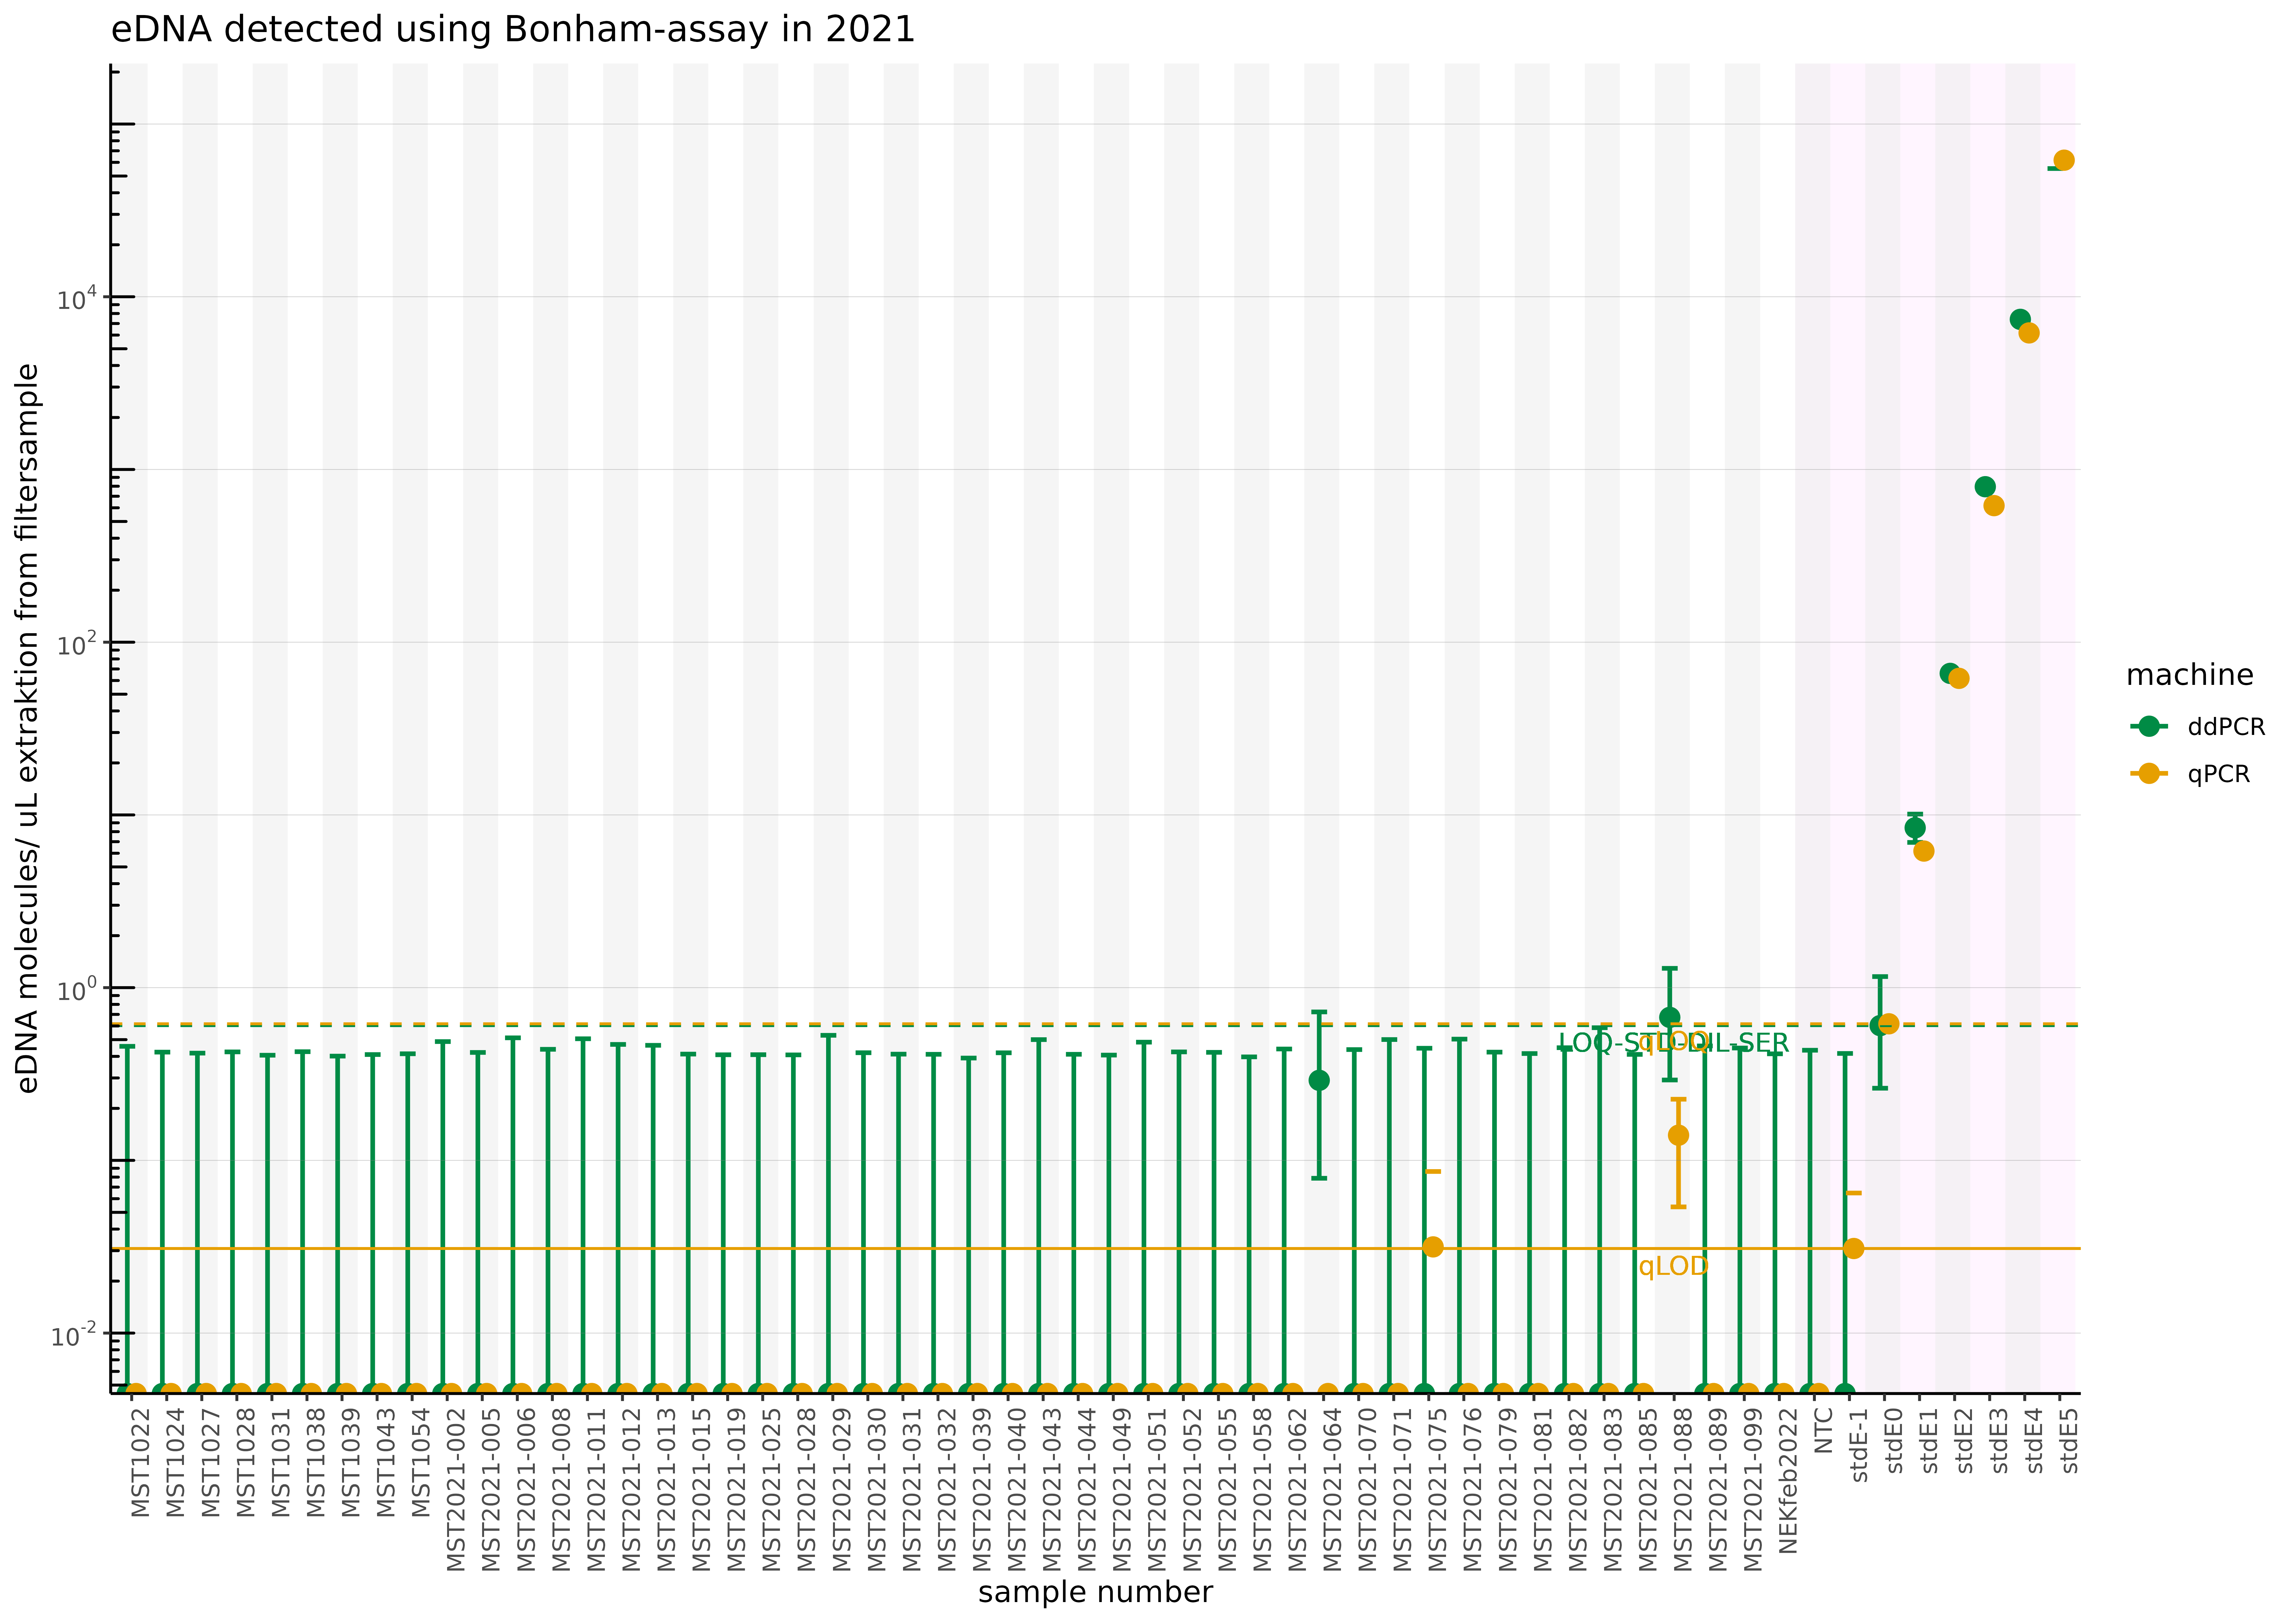 eDNA detected using Bonham-assay in 2021
eDNA molecules/ uL extraktion from filtersample
10^4
10^2
10^0
10^-2
LOQ-STD-DIL-SER
qLOQ
qLOD
MST1022
MST1024
MST1027
MST1028
MST1031
MST1038
MST1039
MST1043
MST1054
MST2021-002
MST2021-005
MST2021-006
MST2021-008
MST2021-011
MST2021-012
MST2021-013
MST2021-015
MST2021-019
MST2021-025
MST2021-028
MST2021-029
MST2021-030
MST2021-031
MST2021-032
MST2021-039
MST2021-040
MST2021-043
MST2021-044
MST2021-049
MST2021-051
MST2021-052
MST2021-055
MST2021-058
MST2021-062
MST2021-064
MST2021-070
MST2021-071
MST2021-075
MST2021-076
MST2021-079
MST2021-081
MST2021-082
MST2021-083
MST2021-085
MST2021-088
MST2021-089
MST2021-099
NEKfeb2022
NTC
stdE-1
stdE0
stdE1
stdE2
stdE3
stdE4
stdE5
sample number
machine
ddPCR
qPCR